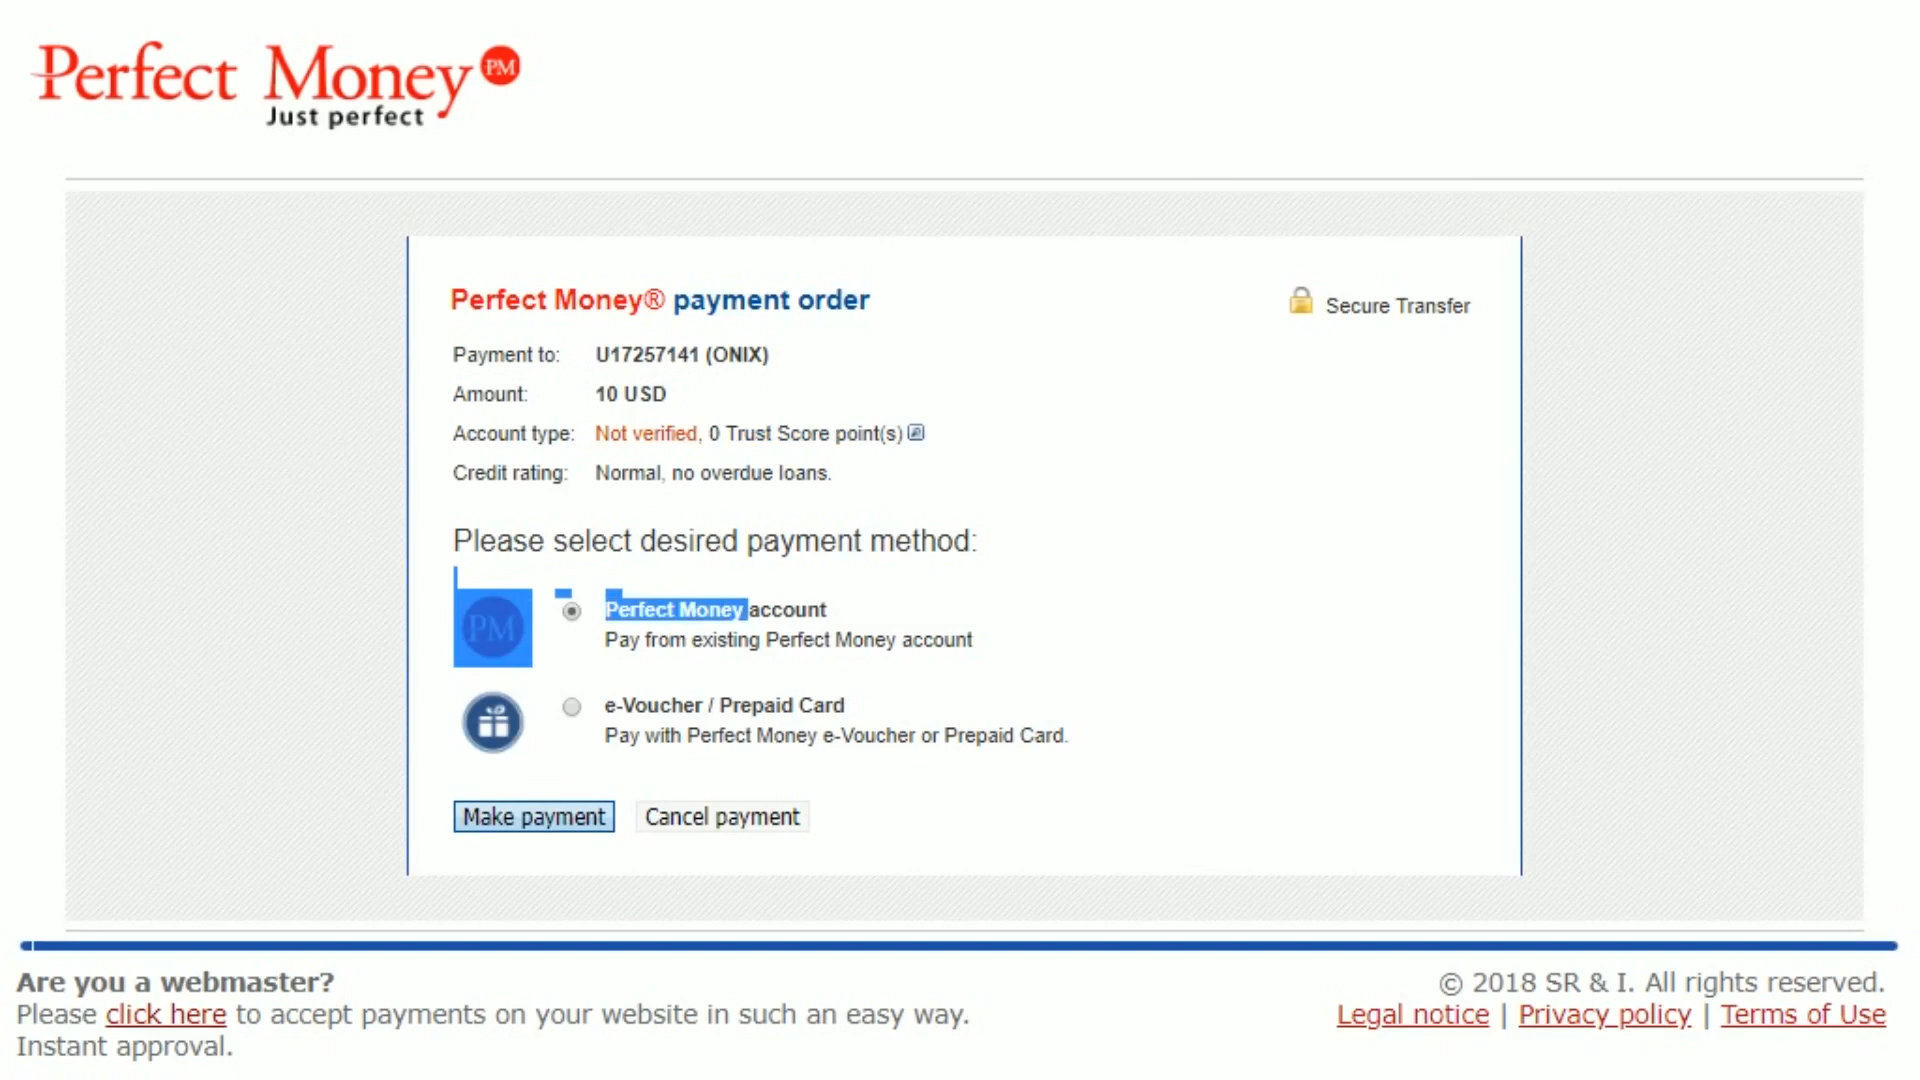 Perfect Money PM
Just perfect
Perfect Money® payment order
Secure Transfer
Payment to: U17257141 (ONIX)
Amount: 10 USD
Account type: Not verified, 0 Trust Score point(s)
Credit rating: Normal, no overdue loans.
Please select desired payment method:
PM
Perfect Money account
Pay from existing Perfect Money account
e-Voucher / Prepaid Card
Pay with Perfect Money e-Voucher or Prepaid Card.
Make payment Cancel payment
Are you a webmaster?
Please click here to accept payments on your website in such an easy way.
Instant approval.
© 2018 SR & I. All rights reserved.
Legal notice | Privacy policy | Terms of Use